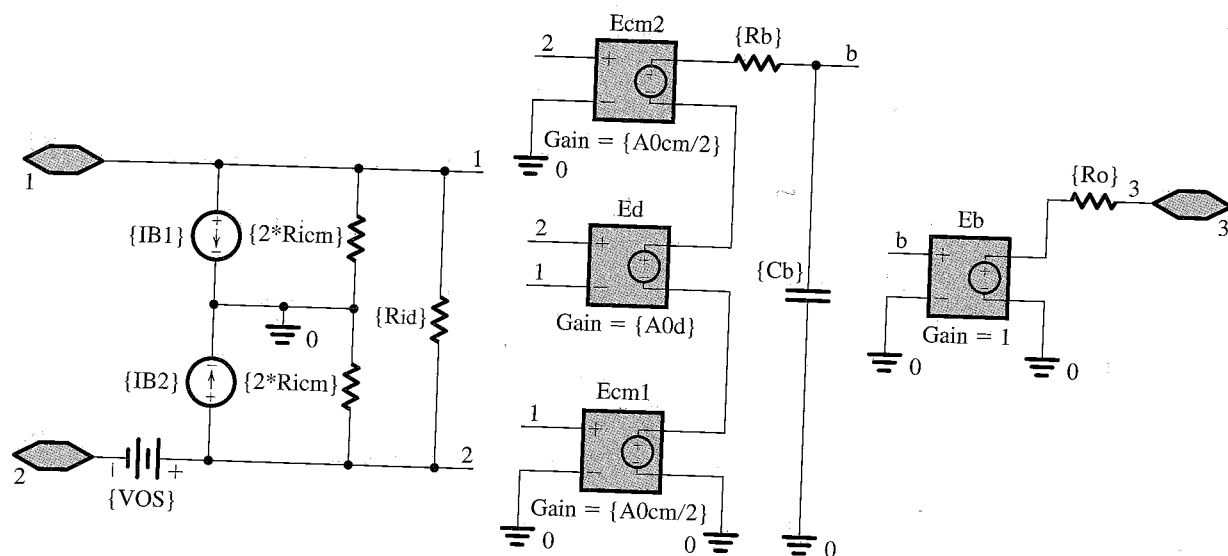 1
{IB1}
{2*Ricm}
1
{Rid}
0
{IB2}
{2*Ricm}
2
{VOS}
2
Ecm2
2
Gain = {A0cm/2}
0
{Rb}
b
Ed
2
1
Gain = {A0d}
Ecm1
1
Gain = {A0cm/2}
0
0
{Cb}
0
Eb
b
Gain = 1
0
0
{Ro}
3
3